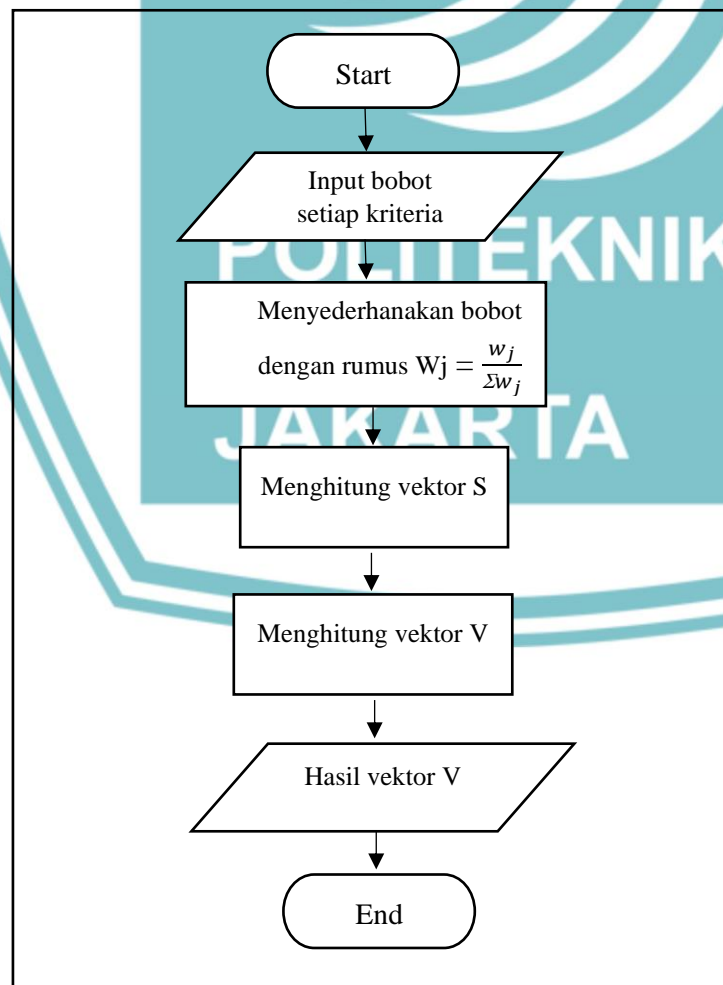 Start
Input bobot
setiap kriteria
POLITEKNIK
Menyederhanakan bobot
dengan rumus Wj = w_j / Σw_j
JAKARTA
Menghitung vektor S
Menghitung vektor V
Hasil vektor V
End